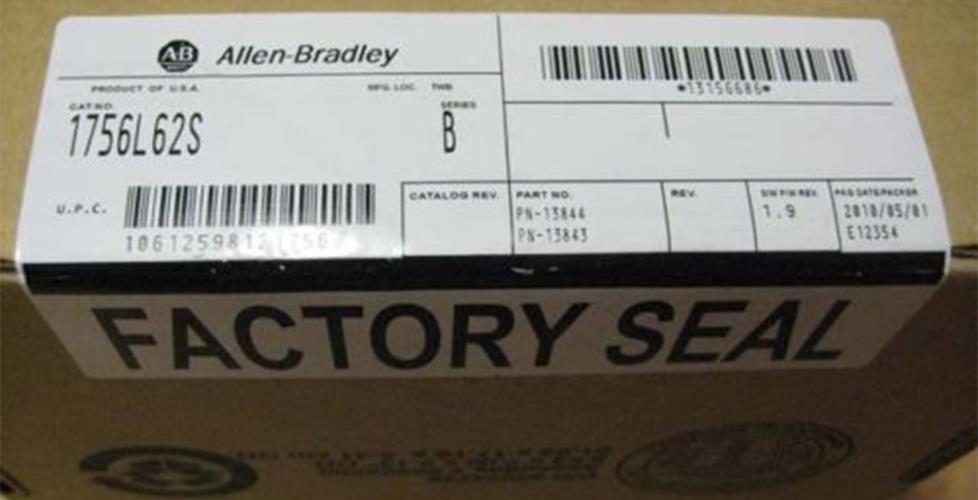 AB Allen-Bradley
*13156686*
PRODUCT OF U.S.A. MFG. LOC. TWB
CAT NO. SERIES
1756L62S B
U.P.C.
CATALOG REV. PART NO. REV. S/W F/W REV. PKG DATE/PACKER
PN-13844 1.9 2010/05/01
PN-13843 E12354
FACTORY SEAL